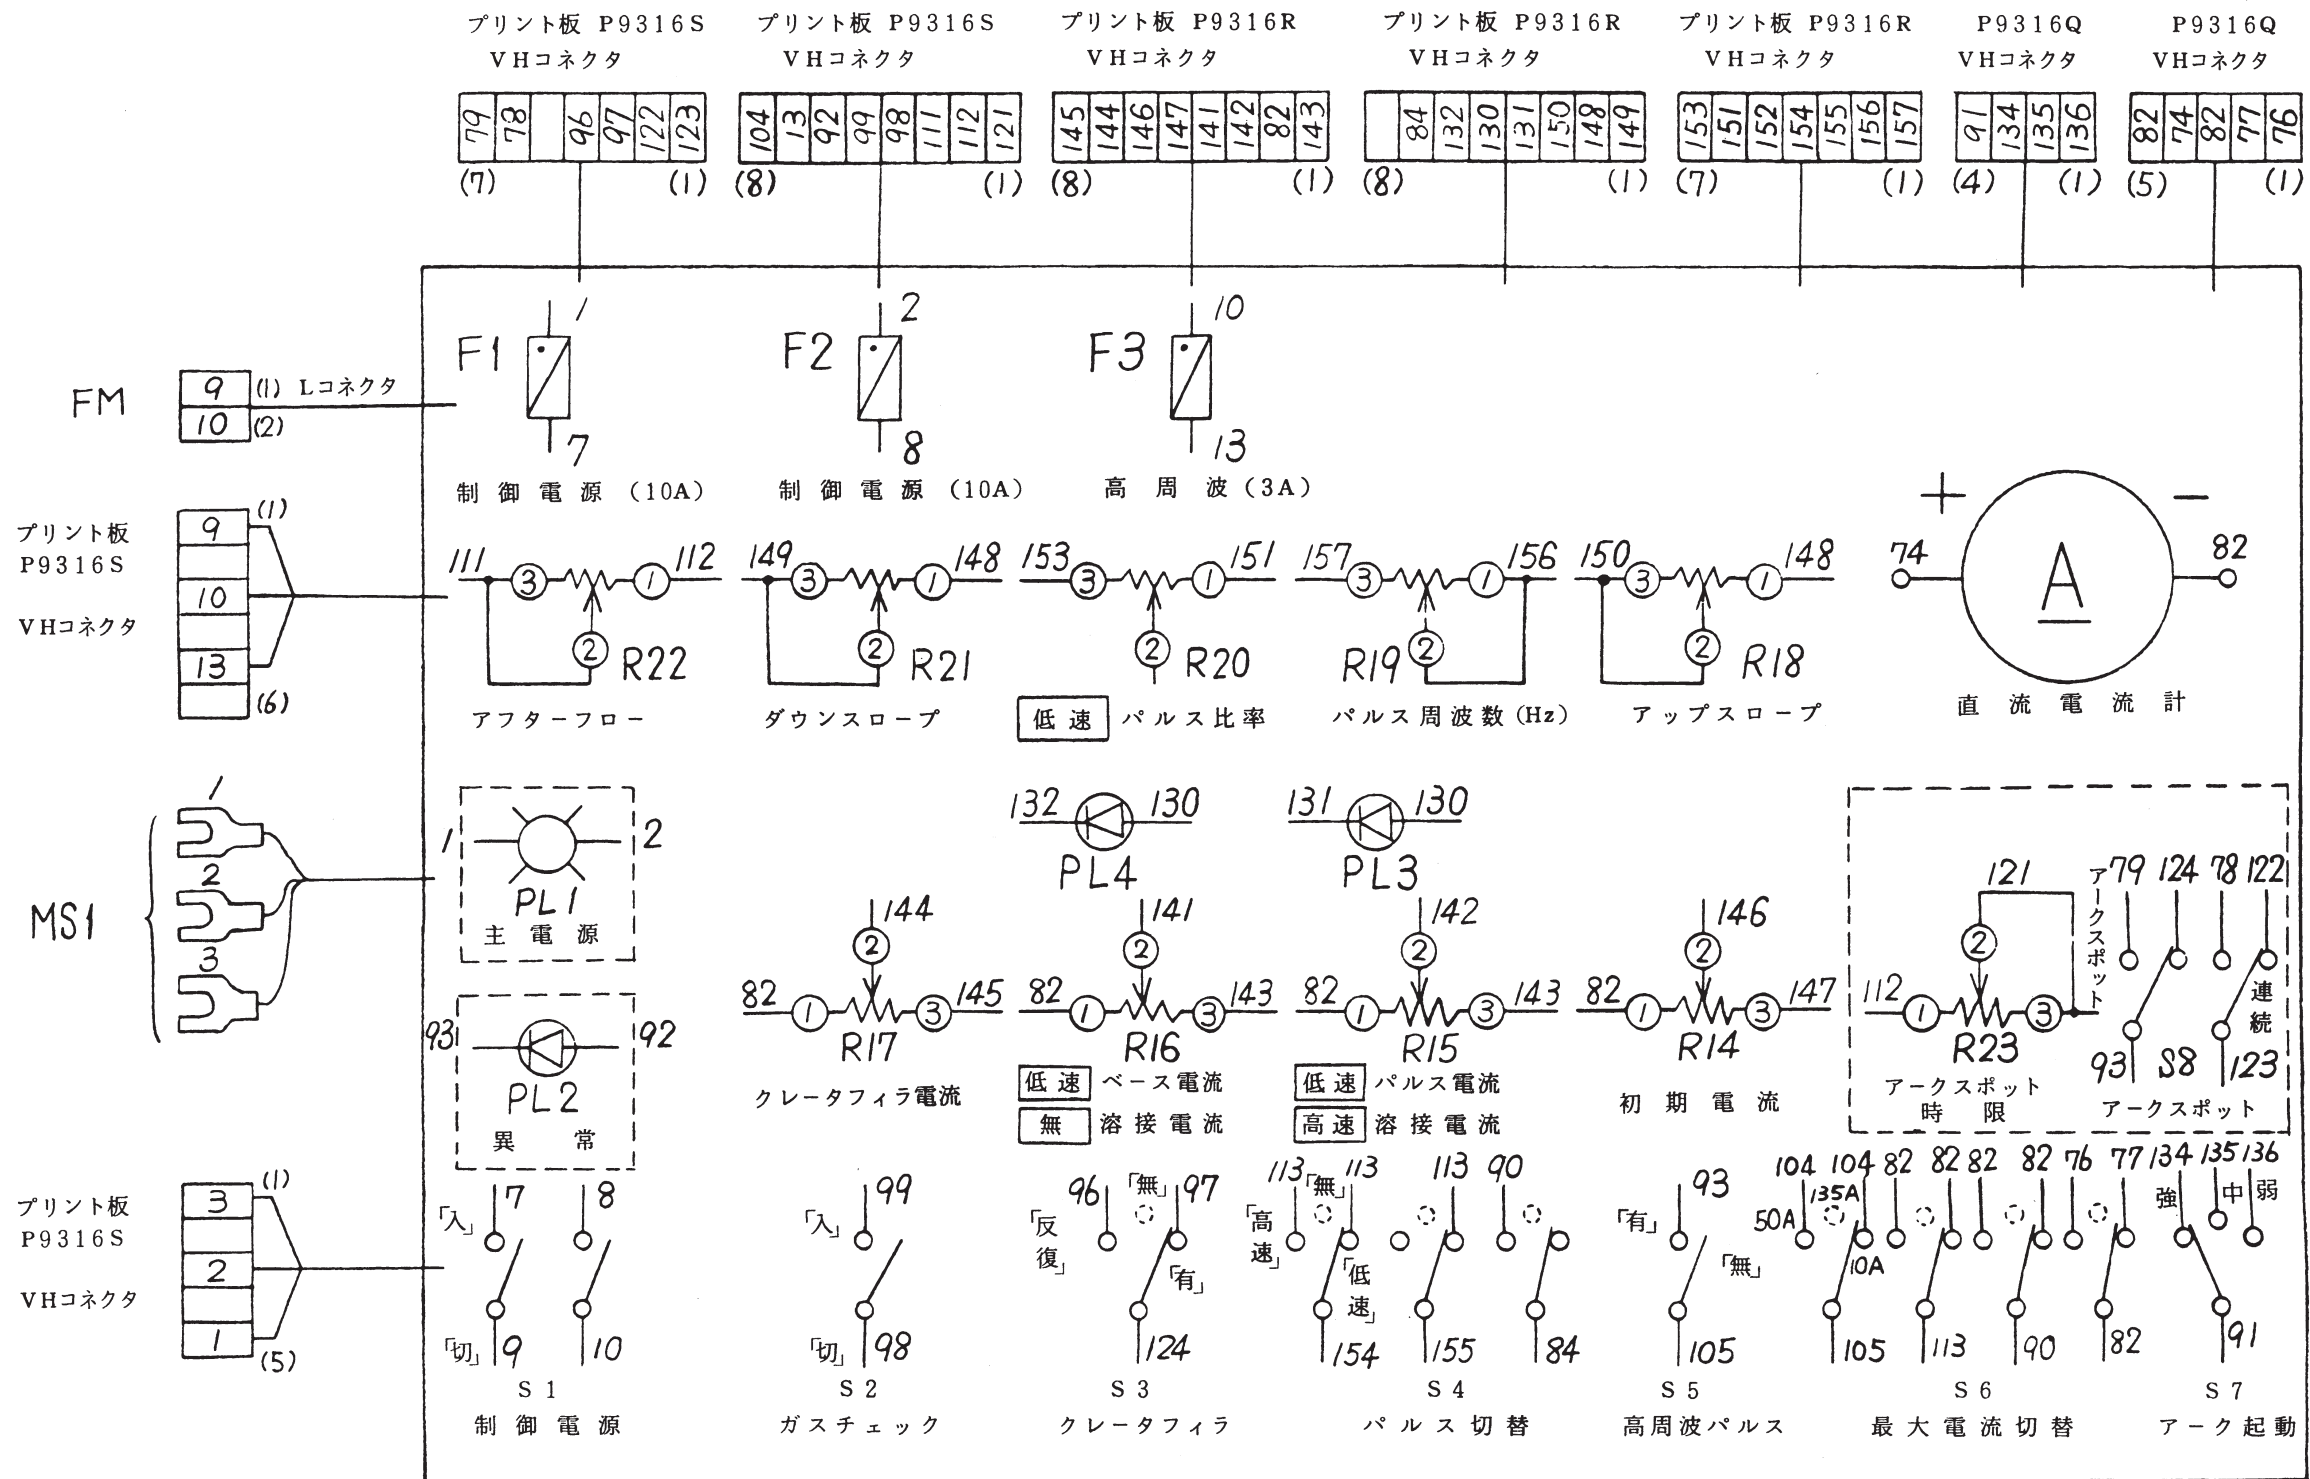 プリント板 P9316S
VHコネクタ
79 78 96 97 122 123
(7) (1)
プリント板 P9316S
VHコネクタ
104 13 92 99 98 111 112 121
(8) (1)
プリント板 P9316R
VHコネクタ
145 144 146 147 141 142 82 143
(8) (1)
プリント板 P9316R
VHコネクタ
84 132 130 131 150 148 149
(8) (1)
プリント板 P9316R
VHコネクタ
153 151 152 154 155 156 157
(7) (1)
P9316Q
VHコネクタ
91 134 135 136
(4) (1)
P9316Q
VHコネクタ
82 74 82 77 76
(5) (1)
FM
9 (1) Lコネクタ
10 (2)
1
F1
7
制御電源(10A)
2
F2
8
制御電源(10A)
10
F3
13
高周波(3A)
プリント板
P9316S
VHコネクタ
9 (1)
10
13
(6)
111 3 1 112
2 R22
アフターフロー
149 3 1 148
2 R21
ダウンスロープ
153 3 1 151
2 R20
低速 パルス比率
157 3 1 156
R19 2
パルス周波数(Hz)
150 3 1 148
2 R18
アップスロープ
+ −
74 A 82
直流電流計
MS1
1
2
3
1 2
PL1
主電源
93 92
PL2
異常
132 130
PL4
131 130
PL3
144
2
82 1 3 145
R17
クレータフィラ電流
141
2
82 1 3 143
R16
低速 ベース電流
無 溶接電流
142
2
82 1 3 143
R15
低速 パルス電流
高速 溶接電流
146
2
82 1 3 147
R14
初期電流
121
2
112 1 3
R23
アークスポット
時限
アークスポット
79 124 78 122
連続
93 S8 123
アークスポット
プリント板
P9316S
VHコネクタ
3 (1)
2
1
(5)
7 8
「入」
「切」 9 10
S1
制御電源
99
「入」
「切」 98
S2
ガスチェック
96 「無」 97
「反復」
「有」
124
S3
クレータフィラ
113 「無」 113 113 90
「高速」
「低速」
154 155 84
S4
パルス切替
93
「有」
「無」
105
S5
高周波パルス
104 104 82 82 82 82 76 77
135A
50A
10A
105 113 90 82
S6
最大電流切替
134 135 136
強 中 弱
91
S7
アーク起動